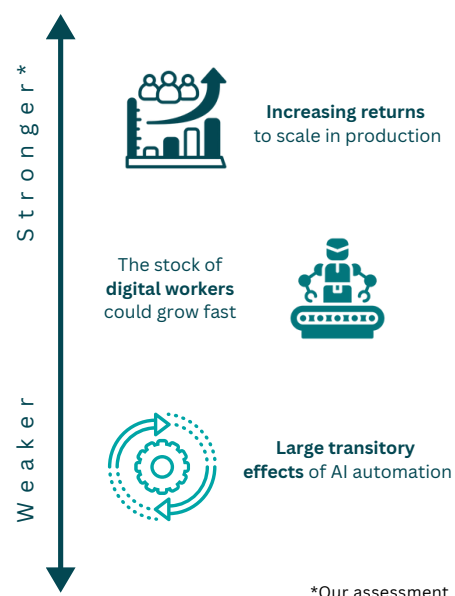 Stronger*
Increasing returns
to scale in production
The stock of
digital workers
could grow fast
Weaker
Large transitory
effects of AI automation
*Our assessment